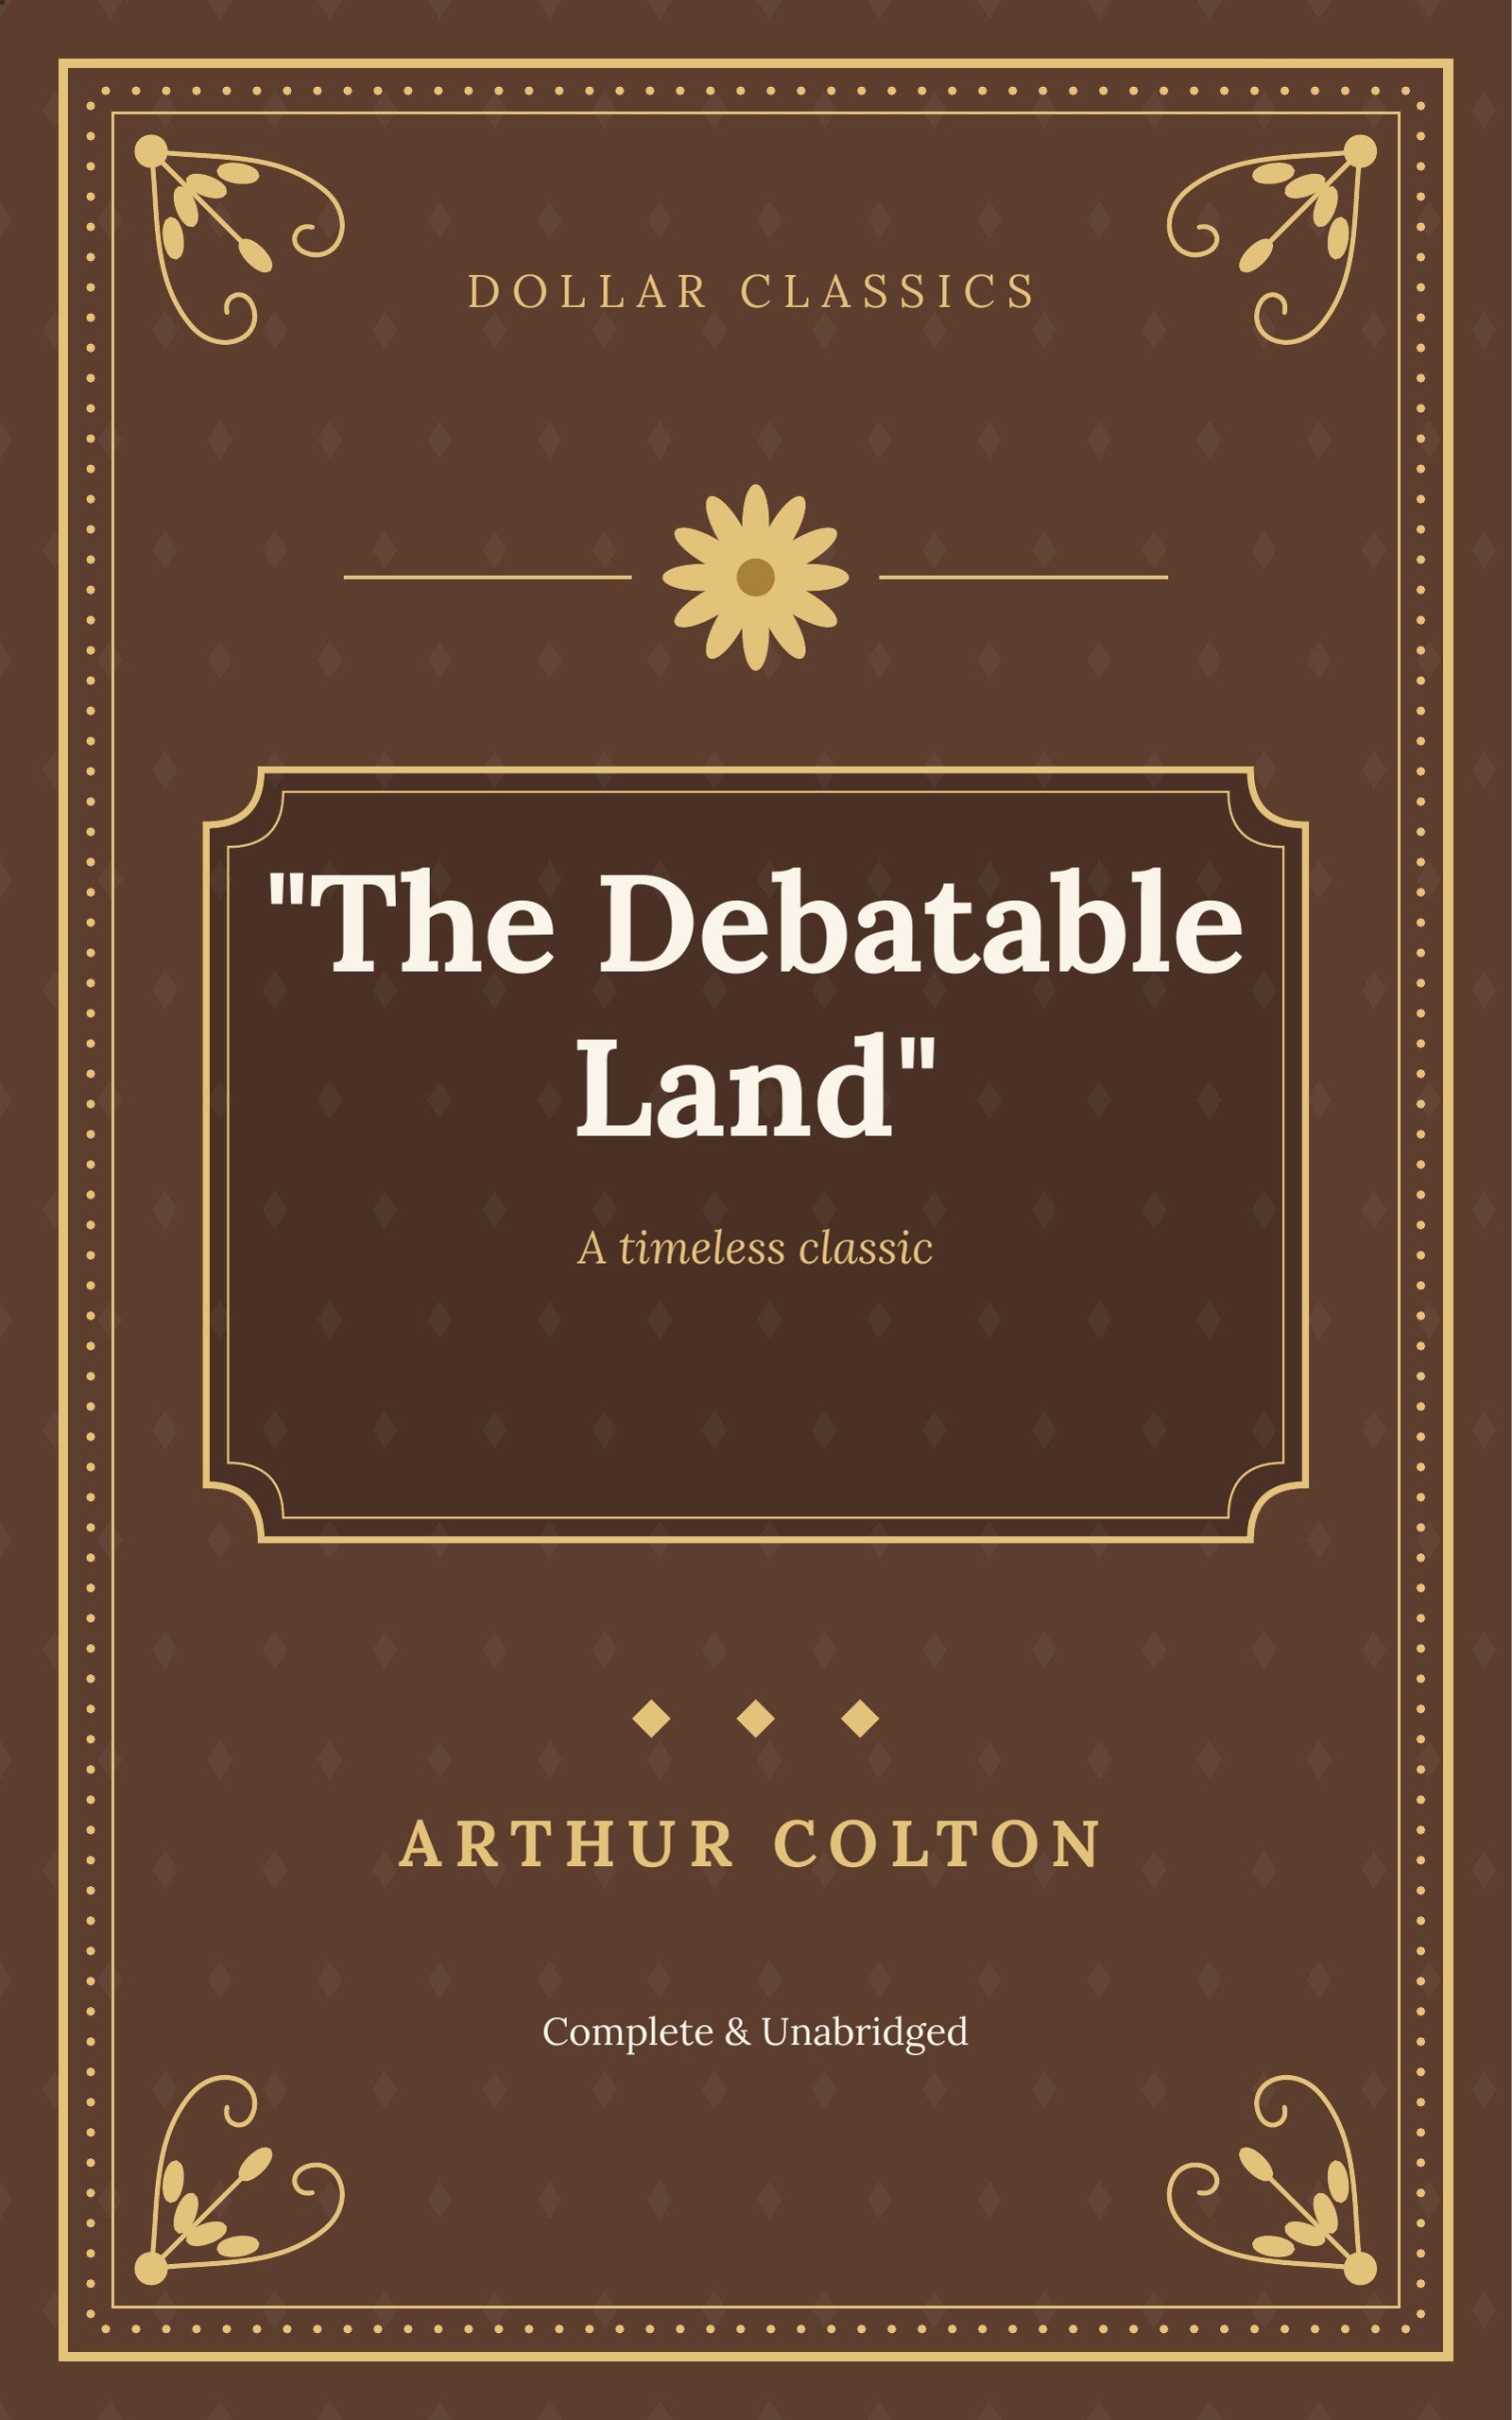 DOLLAR CLASSICS
"The Debatable
Land"
A timeless classic
ARTHUR COLTON
Complete & Unabridged